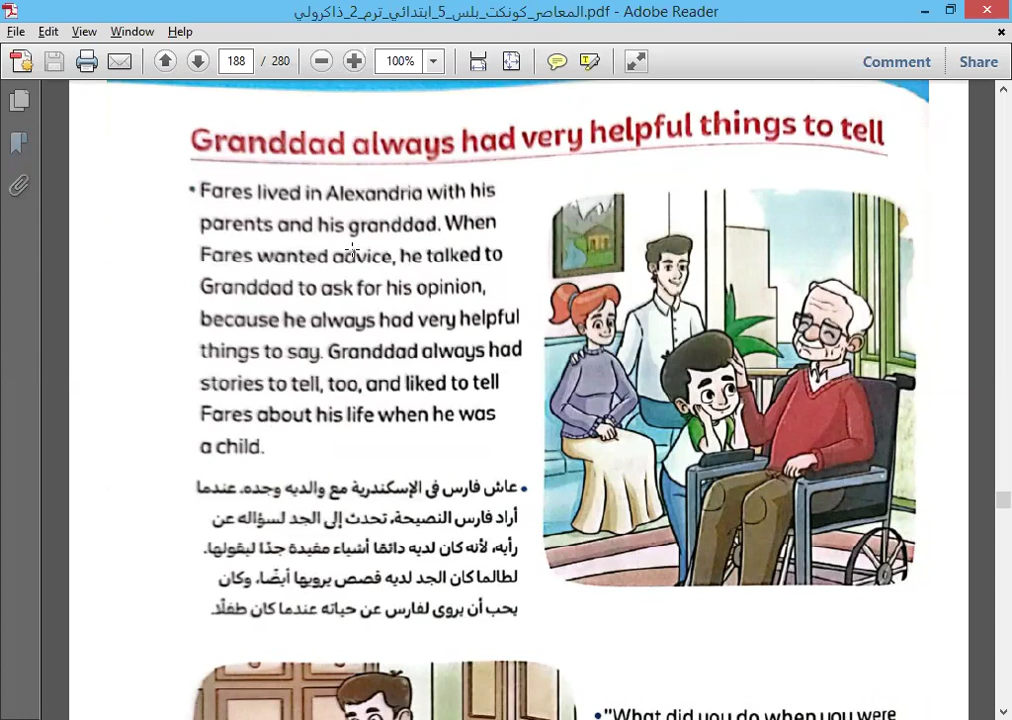 المعاصر_كونكت_بلس_5_ابتدائي_ترم_2_ذاكرولي.pdf - Adobe Reader
File Edit View Window Help
188 / 280 100% Comment Share
Granddad always had very helpful things to tell
• Fares lived in Alexandria with his
parents and his granddad. When
Fares wanted advice, he talked to
Granddad to ask for his opinion,
because he always had very helpful
things to say. Granddad always had
stories to tell, too, and liked to tell
Fares about his life when he was
a child.
• عاش فارس فى الإسكندرية مع والديه وجده. عندما
أراد فارس النصيحة، تحدث إلى الجد لسؤاله عن
رأيه، لأنه كان لديه دائمًا أشياء مفيدة جدًا ليقولها.
لطالما كان الجد لديه قصص يرويها أيضًا، وكان
يحب أن يروى لفارس عن حياته عندما كان طفلًا.
• "What did you do when you were